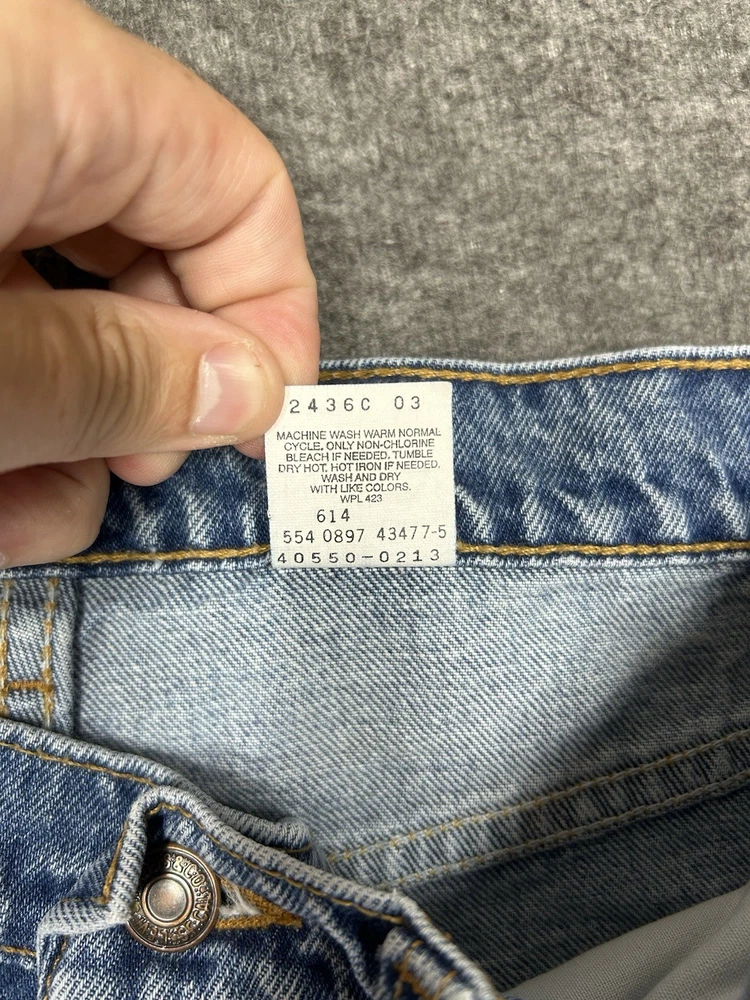 2436C 03
MACHINE WASH WARM NORMAL
CYCLE, ONLY NON-CHLORINE
BLEACH IF NEEDED. TUMBLE
DRY HOT, HOT IRON IF NEEDED.
WASH AND DRY
WITH LIKE COLORS.
WPL 423
614
554 0897 43477-5
40550-0213